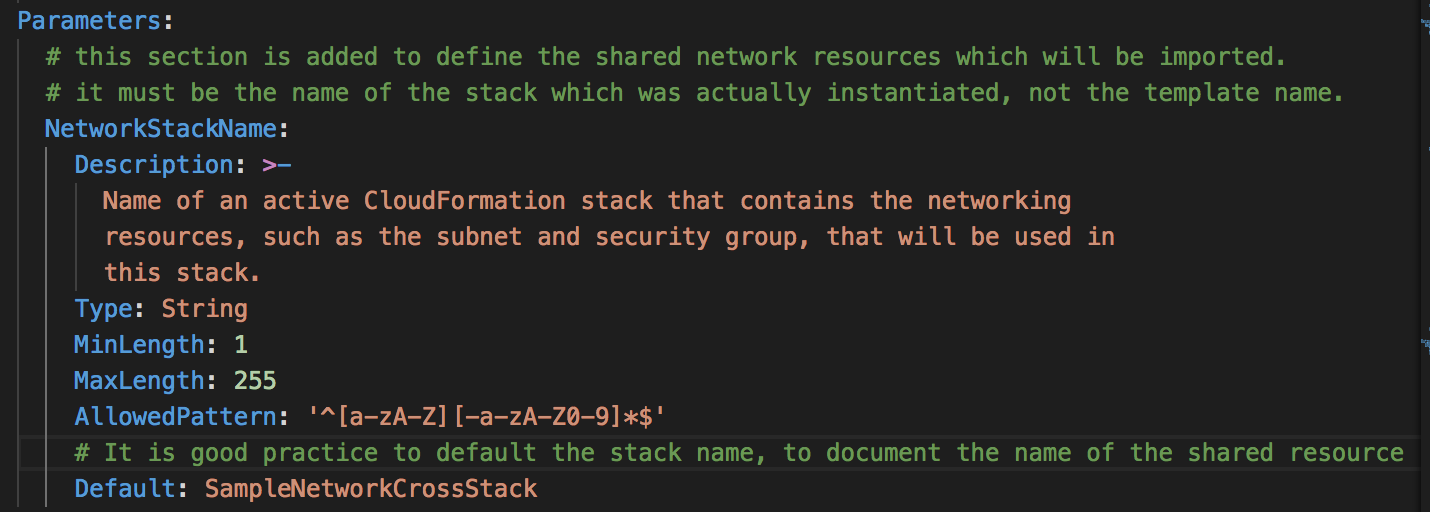 Parameters:
# this section is added to define the shared network resources which will be imported.
# it must be the name of the stack which was actually instantiated, not the template name.
NetworkStackName:
Description: >-
Name of an active CloudFormation stack that contains the networking
resources, such as the subnet and security group, that will be used in
this stack.
Type: String
MinLength: 1
MaxLength: 255
AllowedPattern: '^[a-zA-Z][-a-zA-Z0-9]*$'
# It is good practice to default the stack name, to document the name of the shared resource
Default: SampleNetworkCrossStack